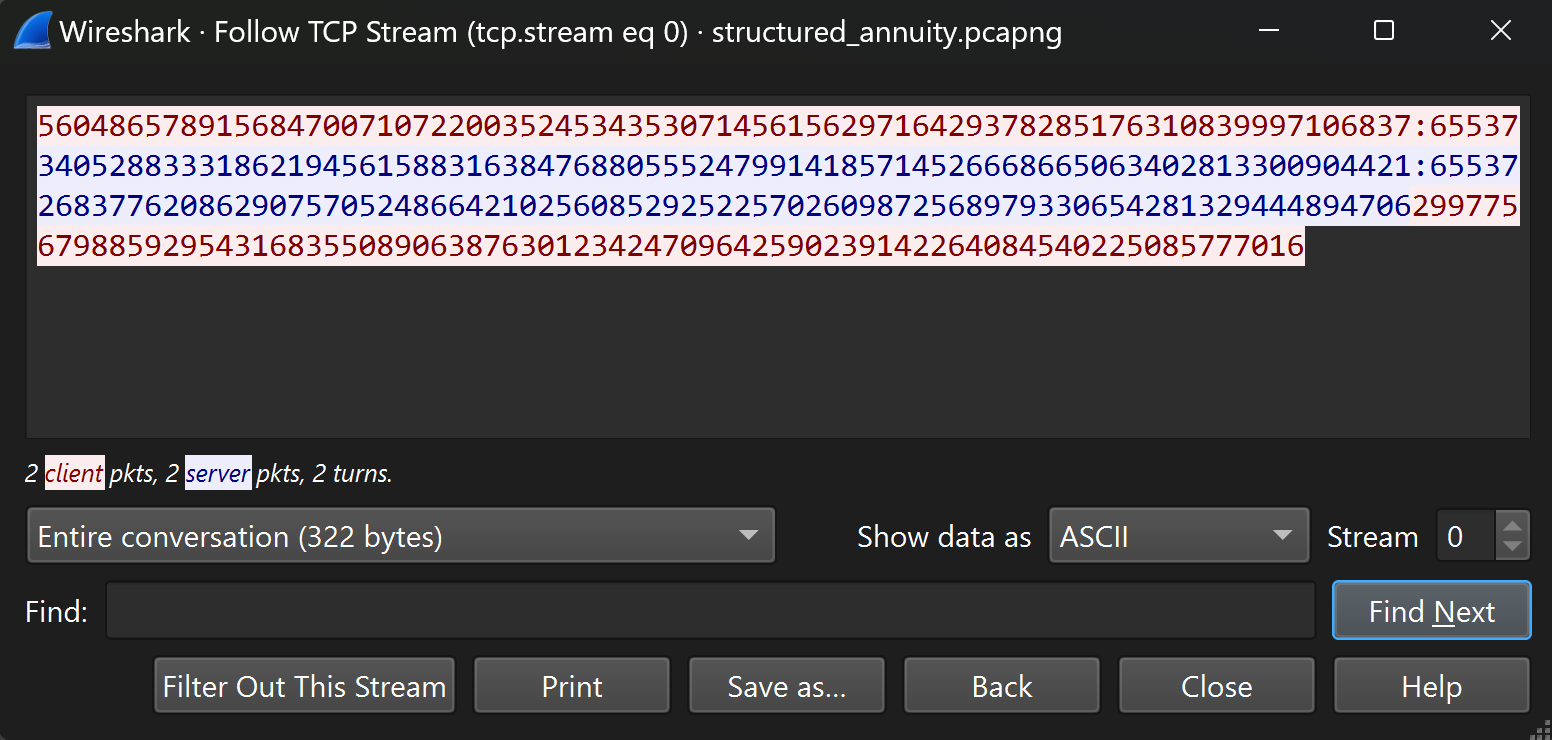 Wireshark · Follow TCP Stream (tcp.stream eq 0) · structured_annuity.pcapng
56048657891568470071072200352453435307145615629716429378285176310839997106837:65537
34052883331862194561588316384768805552479914185714526668665063402813300904421:65537
26837762086290757052486642102560852925225702609872568979330654281329444894706299775
67988592954316835508906387630123424709642590239142264084540225085777016
2 client pkts, 2 server pkts, 2 turns.
Entire conversation (322 bytes)
Show data as
ASCII
Stream
0
Find:
Find Next
Filter Out This Stream
Print
Save as...
Back
Close
Help